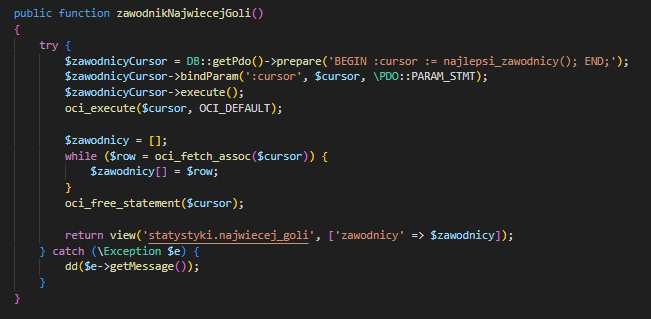 public function zawodnikNajwiecejGoli()
{
    try {
        $zawodnicyCursor = DB::getPdo()->prepare('BEGIN :cursor := najlepsi_zawodnicy(); END;');
        $zawodnicyCursor->bindParam(':cursor', $cursor, \PDO::PARAM_STMT);
        $zawodnicyCursor->execute();
        oci_execute($cursor, OCI_DEFAULT);

        $zawodnicy = [];
        while ($row = oci_fetch_assoc($cursor)) {
            $zawodnicy[] = $row;
        }
        oci_free_statement($cursor);

        return view('statystyki.najwiecej_goli', ['zawodnicy' => $zawodnicy]);
    } catch (\Exception $e) {
        dd($e->getMessage());
    }
}